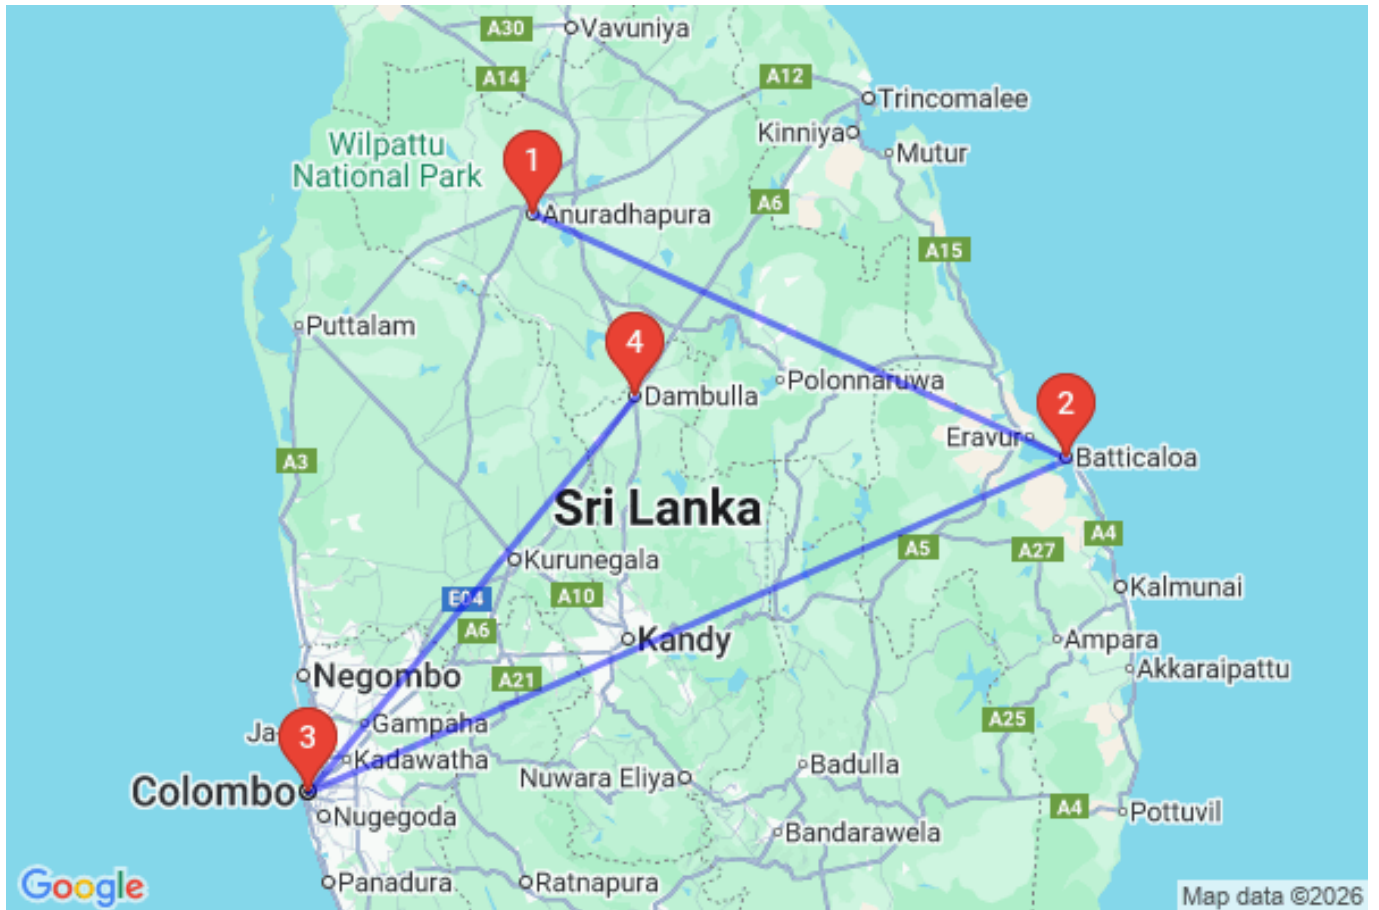 A30
Vavuniya
A14
A12
Trincomalee
Kinniya
Mutur
Wilpattu
National Park
1
A6
Anuradhapura
A15
Puttalam
4
Polonnaruwa
Dambulla
2
Eravur
Batticaloa
A3
Sri Lanka
A5
A27
A4
Kurunegala
E04
A10
Kalmunai
A6
Kandy
Ampara
Negombo
A21
Akkaraipattu
Gampaha
A25
Ja-
3
Kadawatha
Badulla
Nuwara Eliya
Colombo
A4
Pottuvil
Nugegoda
Bandarawela
Panadura
Ratnapura
Google
Map data ©2026